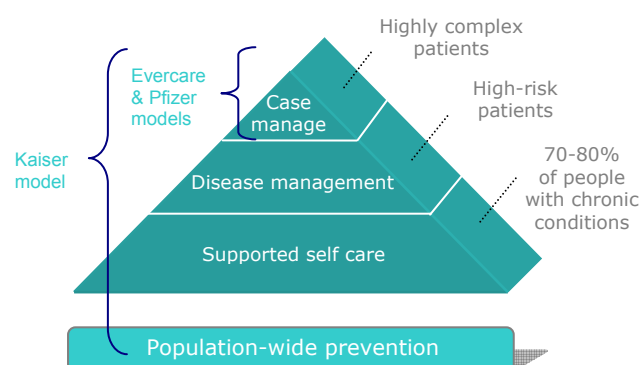 Highly complex
patients
Evercare
& Pfizer
models
High-risk
patients
Case
manage
Kaiser
model
70-80%
of people
with chronic
conditions
Disease management
Supported self care
Population-wide prevention